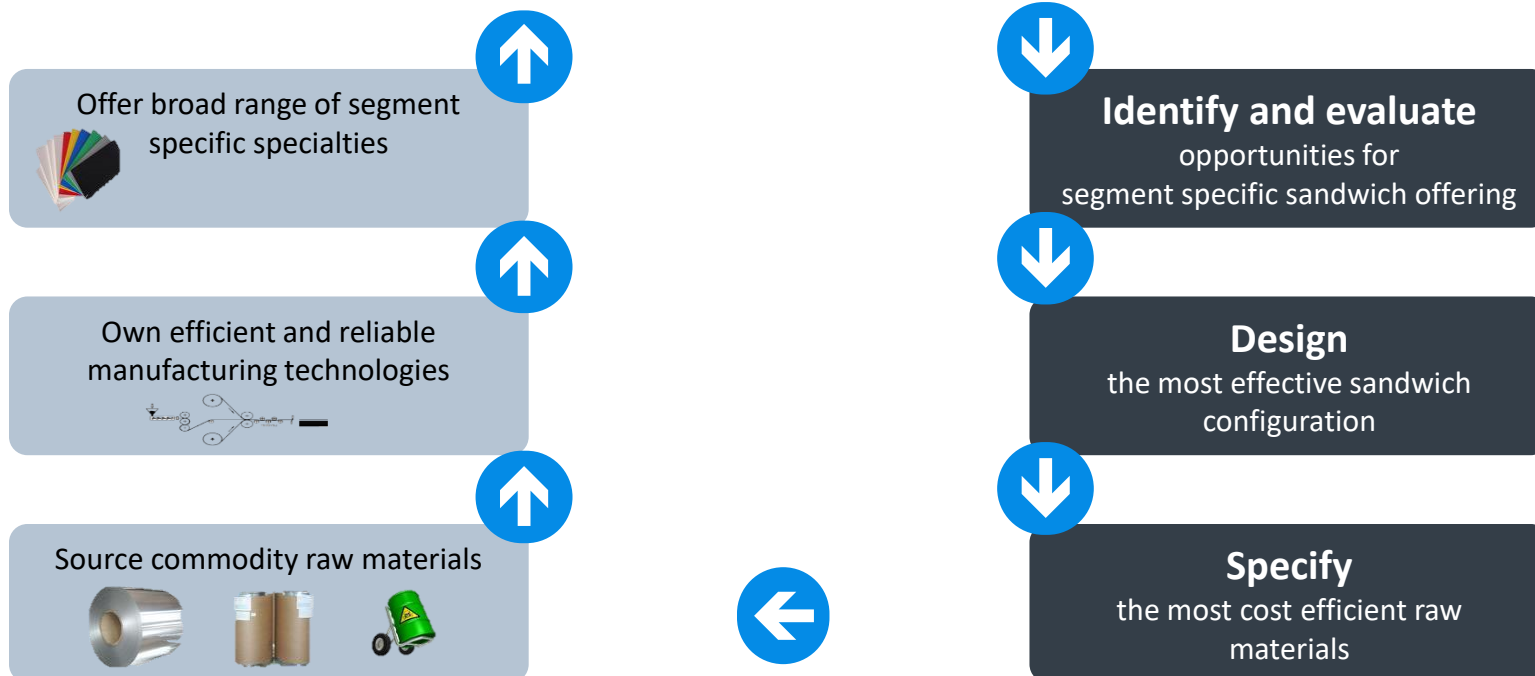 Offer broad range of segment
specific specialties
Own efficient and reliable
manufacturing technologies
Source commodity raw materials
Identify and evaluate
opportunities for
segment specific sandwich offering
Design
the most effective sandwich
configuration
Specify
the most cost efficient raw
materials